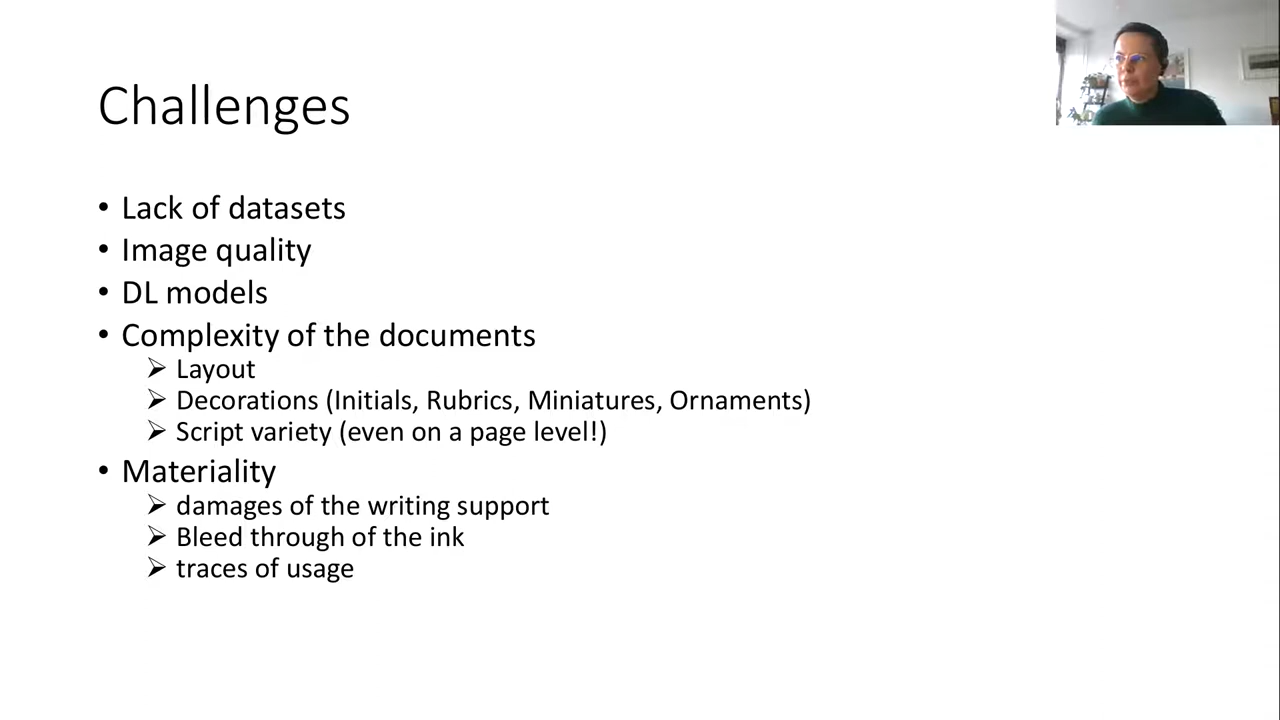 Challenges
• Lack of datasets
• Image quality
• DL models
• Complexity of the documents
➢ Layout
➢ Decorations (Initials, Rubrics, Miniatures, Ornaments)
➢ Script variety (even on a page level!)
• Materiality
➢ damages of the writing support
➢ Bleed through of the ink
➢ traces of usage